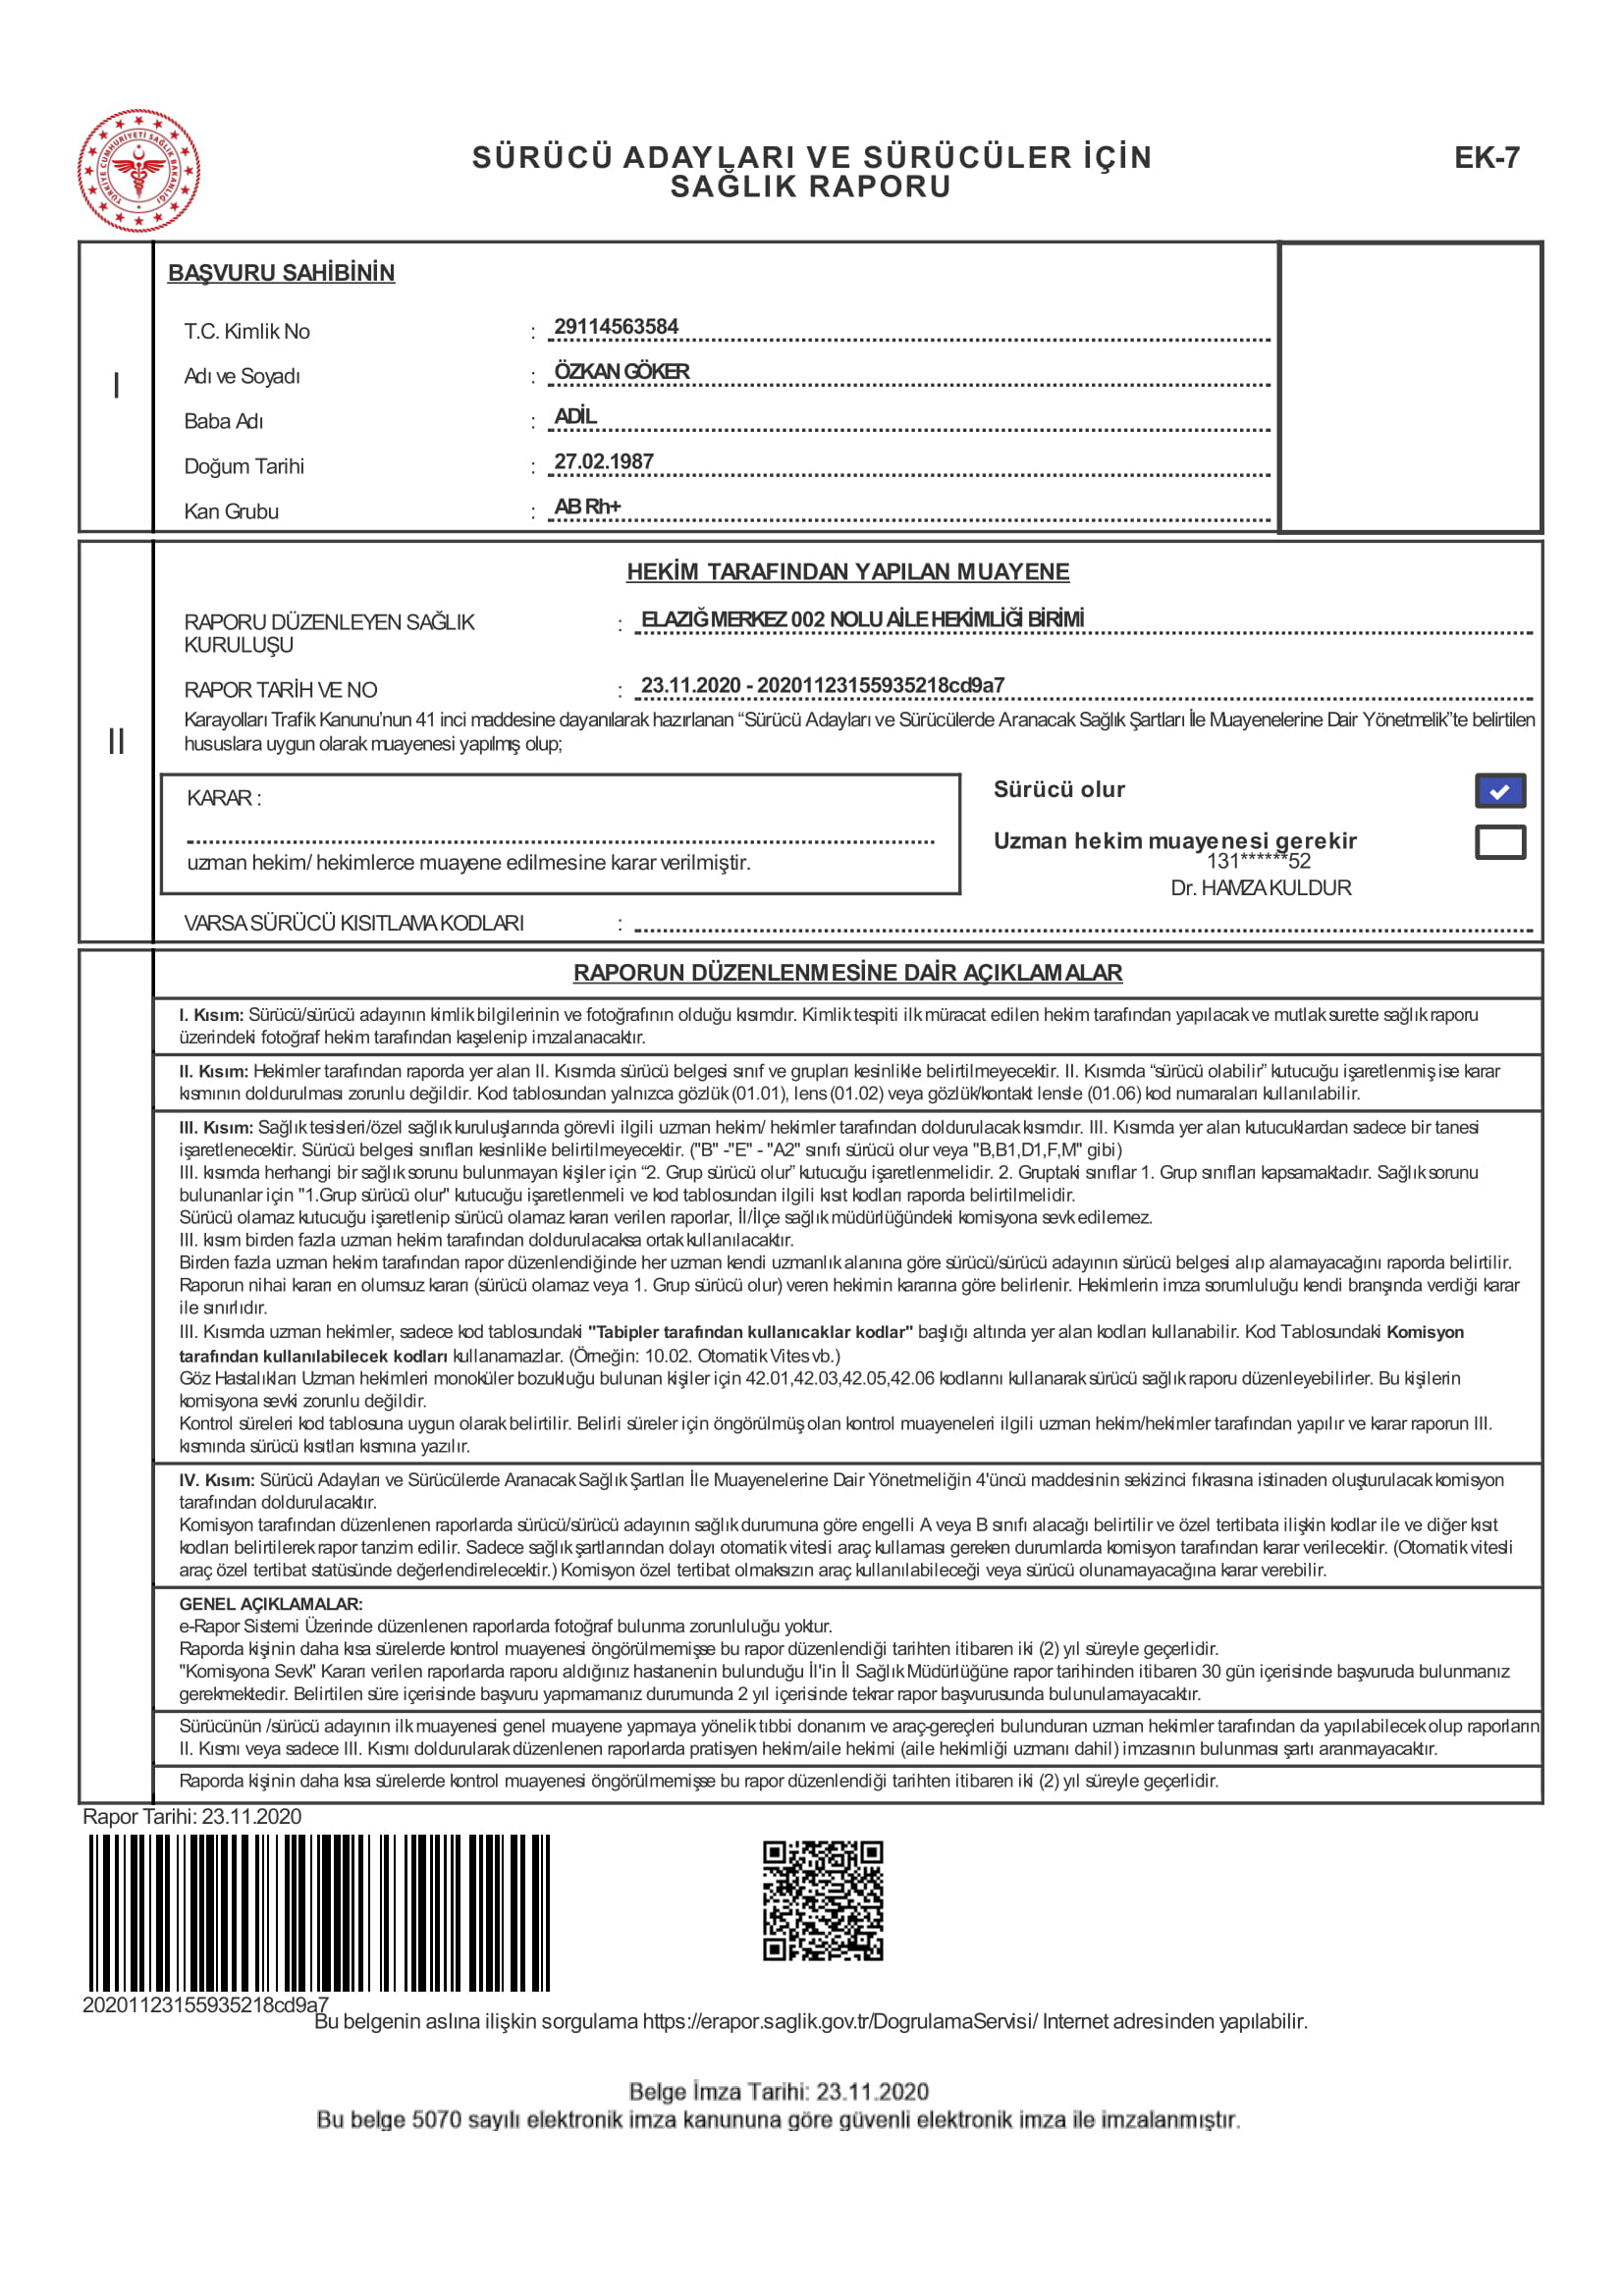 TÜRKİYE CUMHURİYETİ SAĞLIK BAKANLIĞI
SÜRÜCÜ ADAYLARI VE SÜRÜCÜLER İÇİN
SAĞLIK RAPORU
EK-7
I
BAŞVURU SAHİBİNİN
T.C. Kimlik No : 29114563584
Adı ve Soyadı : ÖZKAN GÖKER
Baba Adı : ADİL
Doğum Tarihi : 27.02.1987
Kan Grubu : AB Rh+
II
HEKİM TARAFINDAN YAPILAN MUAYENE
RAPORU DÜZENLEYEN SAĞLIK
KURULUŞU : ELAZIĞ MERKEZ 002 NOLU AİLE HEKİMLİĞİ BİRİMİ
RAPOR TARİH VE NO : 23.11.2020 - 20201123155935218cd9a7
Karayolları Trafik Kanunu'nun 41 inci maddesine dayanılarak hazırlanan “Sürücü Adayları ve Sürücülerde Aranacak Sağlık Şartları İle Muayenelerine Dair Yönetmelik”te belirtilen
hususlara uygun olarak muayenesi yapılmış olup;
KARAR :
uzman hekim/ hekimlerce muayene edilmesine karar verilmiştir.
Sürücü olur
Uzman hekim muayenesi gerekir
131******52
Dr. HAMZA KULDUR
VARSA SÜRÜCÜ KISITLAMA KODLARI :
RAPORUN DÜZENLENMESİNE DAİR AÇIKLAMALAR
I. Kısım: Sürücü/sürücü adayının kimlik bilgilerinin ve fotoğrafının olduğu kısımdır. Kimlik tespiti ilk müracat edilen hekim tarafından yapılacak ve mutlak surette sağlık raporu
üzerindeki fotoğraf hekim tarafından kaşelenip imzalanacaktır.
II. Kısım: Hekimler tarafından raporda yer alan II. Kısımda sürücü belgesi sınıf ve grupları kesinlikle belirtilmeyecektir. II. Kısımda “sürücü olabilir” kutucuğu işaretlenmiş ise karar
kısmının doldurulması zorunlu değildir. Kod tablosundan yalnızca gözlük (01.01), lens (01.02) veya gözlük/kontakt lensle (01.06) kod numaraları kullanılabilir.
III. Kısım: Sağlık tesisleri/özel sağlık kuruluşlarında görevli ilgili uzman hekim/ hekimler tarafından doldurulacak kısımdır. III. Kısımda yer alan kutucuklardan sadece bir tanesi
işaretlenecektir. Sürücü belgesi sınıfları kesinlikle belirtilmeyecektir. ("B" -"E" - "A2" sınıfı sürücü olur veya "B,B1,D1,F,M" gibi)
III. kısımda herhangi bir sağlık sorunu bulunmayan kişiler için “2. Grup sürücü olur” kutucuğu işaretlenmelidir. 2. Gruptaki sınıflar 1. Grup sınıfları kapsamaktadır. Sağlık sorunu
bulunanlar için "1.Grup sürücü olur" kutucuğu işaretlenmeli ve kod tablosundan ilgili kısıt kodları raporda belirtilmelidir.
Sürücü olamaz kutucuğu işaretlenip sürücü olamaz kararı verilen raporlar, İl/İlçe sağlık müdürlüğündeki komisyona sevk edilemez.
III. kısım birden fazla uzman hekim tarafından doldurulacaksa ortak kullanılacaktır.
Birden fazla uzman hekim tarafından rapor düzenlendiğinde her uzman kendi uzmanlık alanına göre sürücü/sürücü adayının sürücü belgesi alıp alamayacağını raporda belirtilir.
Raporun nihai kararı en olumsuz kararı (sürücü olamaz veya 1. Grup sürücü olur) veren hekimin kararına göre belirlenir. Hekimlerin imza sorumluluğu kendi branşında verdiği karar
ile sınırlıdır.
III. Kısımda uzman hekimler, sadece kod tablosundaki "Tabipler tarafından kullanıcaklar kodlar" başlığı altında yer alan kodları kullanabilir. Kod Tablosundaki Komisyon
tarafından kullanılabilecek kodları kullanamazlar. (Örneğin: 10.02. Otomatik Vites vb.)
Göz Hastalıkları Uzman hekimleri monoküler bozukluğu bulunan kişiler için 42.01,42.03,42.05,42.06 kodlarını kullanarak sürücü sağlık raporu düzenleyebilirler. Bu kişilerin
komisyona sevki zorunlu değildir.
Kontrol süreleri kod tablosuna uygun olarak belirtilir. Belirli süreler için öngörülmüş olan kontrol muayeneleri ilgili uzman hekim/hekimler tarafından yapılır ve karar raporun III.
kısmında sürücü kısıtları kısmına yazılır.
IV. Kısım: Sürücü Adayları ve Sürücülerde Aranacak Sağlık Şartları İle Muayenelerine Dair Yönetmeliğin 4'üncü maddesinin sekizinci fıkrasına istinaden oluşturulacak komisyon
tarafından doldurulacaktır.
Komisyon tarafından düzenlenen raporlarda sürücü/sürücü adayının sağlık durumuna göre engelli A veya B sınıfı alacağı belirtilir ve özel tertibata ilişkin kodlar ile ve diğer kısıt
kodları belirtilerek rapor tanzim edilir. Sadece sağlık şartlarından dolayı otomatik vitesli araç kullaması gereken durumlarda komisyon tarafından karar verilecektir. (Otomatik vitesli
araç özel tertibat statüsünde değerlendirelecektir.) Komisyon özel tertibat olmaksızın araç kullanılabileceği veya sürücü olunamayacağına karar verebilir.
GENEL AÇIKLAMALAR:
e-Rapor Sistemi Üzerinde düzenlenen raporlarda fotoğraf bulunma zorunluluğu yoktur.
Raporda kişinin daha kısa sürelerde kontrol muayenesi öngörülmemişse bu rapor düzenlendiği tarihten itibaren iki (2) yıl süreyle geçerlidir.
"Komisyona Sevk" Kararı verilen raporlarda raporu aldığınız hastanenin bulunduğu İl'in İl Sağlık Müdürlüğüne rapor tarihinden itibaren 30 gün içerisinde başvuruda bulunmanız
gerekmektedir. Belirtilen süre içerisinde başvuru yapmamanız durumunda 2 yıl içerisinde tekrar rapor başvurusunda bulunulamayacaktır.
Sürücünün /sürücü adayının ilk muayenesi genel muayene yapmaya yönelik tıbbi donanım ve araç-gereçleri bulunduran uzman hekimler tarafından da yapılabilecek olup raporların
II. Kısmı veya sadece III. Kısmı doldurularak düzenlenen raporlarda pratisyen hekim/aile hekimi (aile hekimliği uzmanı dahil) imzasının bulunması şartı aranmayacaktır.
Raporda kişinin daha kısa sürelerde kontrol muayenesi öngörülmemişse bu rapor düzenlendiği tarihten itibaren iki (2) yıl süreyle geçerlidir.
Rapor Tarihi: 23.11.2020
20201123155935218cd9a7
Bu belgenin aslına ilişkin sorgulama https://erapor.saglik.gov.tr/DogrulamaServisi/ Internet adresinden yapılabilir.
Belge İmza Tarihi: 23.11.2020
Bu belge 5070 sayılı elektronik imza kanununa göre güvenli elektronik imza ile imzalanmıştır.